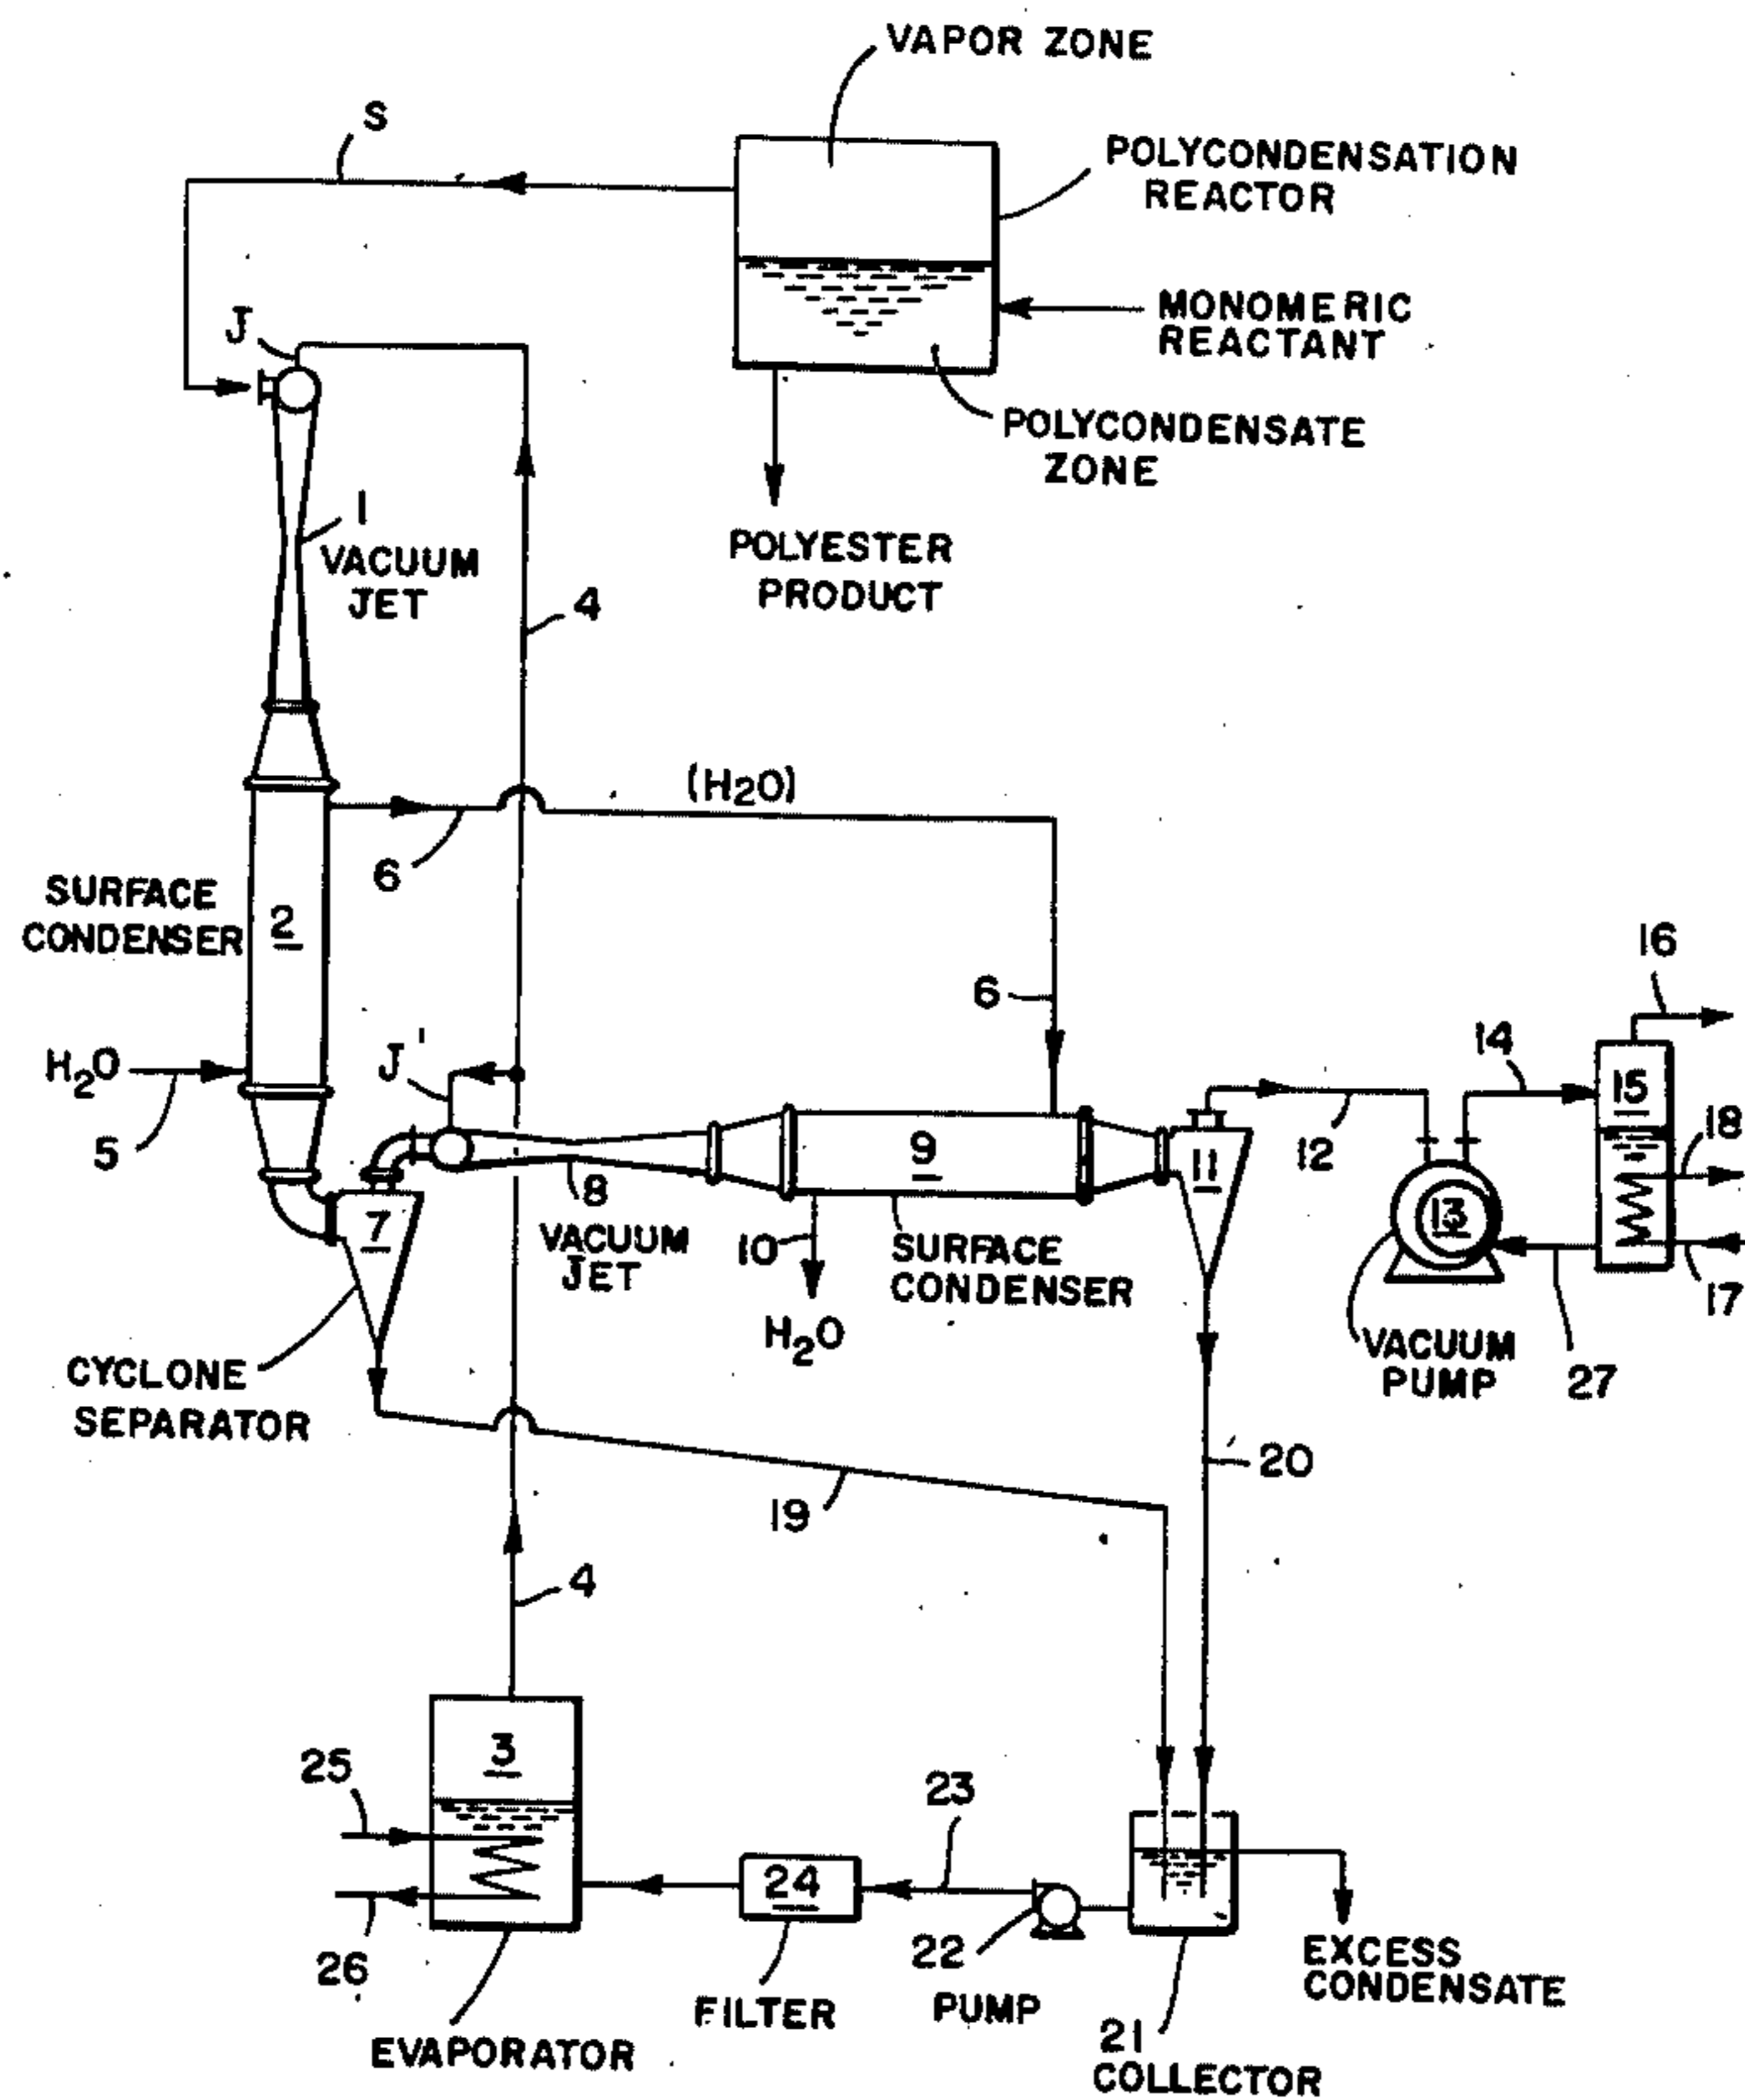 VAPOR ZONE
S
POLYCONDENSATION
REACTOR
MONOMERIC
REACTANT
J
POLYCONDENSATE
ZONE
1
VACUUM
JET
POLYESTER
PRODUCT
4
(H2O)
6
SURFACE
CONDENSER
2
16
6
14
J'
H2O
15
5
9
12
11
18
8
7
13
VACUUM
JET
10
SURFACE
CONDENSER
17
H2O
VACUUM
PUMP
27
CYCLONE
SEPARATOR
20
19
4
3
25
23
24
26
22
EXCESS
CONDENSATE
FILTER
PUMP
21
COLLECTOR
EVAPORATOR